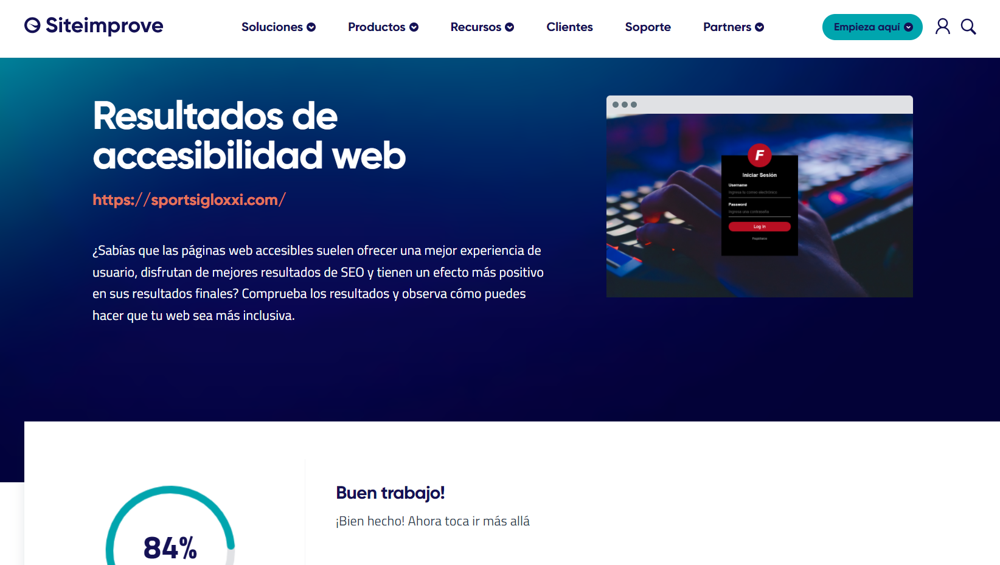 Siteimprove
Soluciones
Productos
Recursos
Clientes
Soporte
Partners
Empieza aquí
Resultados de
accesibilidad web
https://sportsigloxxi.com/
¿Sabías que las páginas web accesibles suelen ofrecer una mejor experiencia de
usuario, disfrutan de mejores resultados de SEO y tienen un efecto más positivo
en sus resultados finales? Comprueba los resultados y observa cómo puedes
hacer que tu web sea más inclusiva.
F
Iniciar Sesión
Username
Ingresa tu correo electrónico
Password
Ingresa una contraseña
Log In
Registrarse
84%
Buen trabajo!
¡Bien hecho! Ahora toca ir más allá